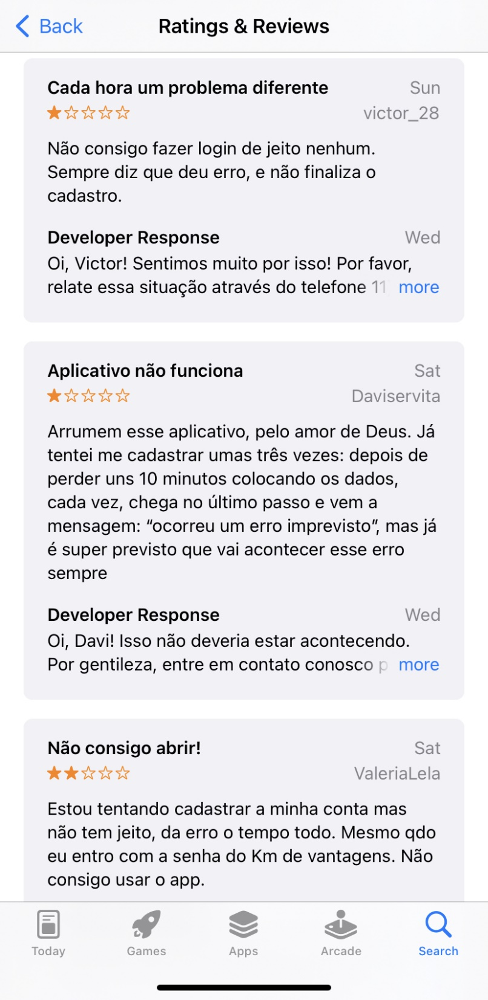 Back
Ratings & Reviews
Cada hora um problema diferente
Sun
victor_28
Não consigo fazer login de jeito nenhum.
Sempre diz que deu erro, e não finaliza o
cadastro.
Developer Response
Wed
Oi, Victor! Sentimos muito por isso! Por favor,
relate essa situação através do telefone 11 more
Aplicativo não funciona
Sat
Daviservita
Arrumem esse aplicativo, pelo amor de Deus. Já
tentei me cadastrar umas três vezes: depois de
perder uns 10 minutos colocando os dados,
cada vez, chega no último passo e vem a
mensagem: “ocorreu um erro imprevisto”, mas já
é super previsto que vai acontecer esse erro
sempre
Developer Response
Wed
Oi, Davi! Isso não deveria estar acontecendo.
Por gentileza, entre em contato conosco p more
Não consigo abrir!
Sat
ValeriaLela
Estou tentando cadastrar a minha conta mas
não tem jeito, da erro o tempo todo. Mesmo qdo
eu entro com a senha do Km de vantagens. Não
consigo usar o app.
Today
Games
Apps
Arcade
Search